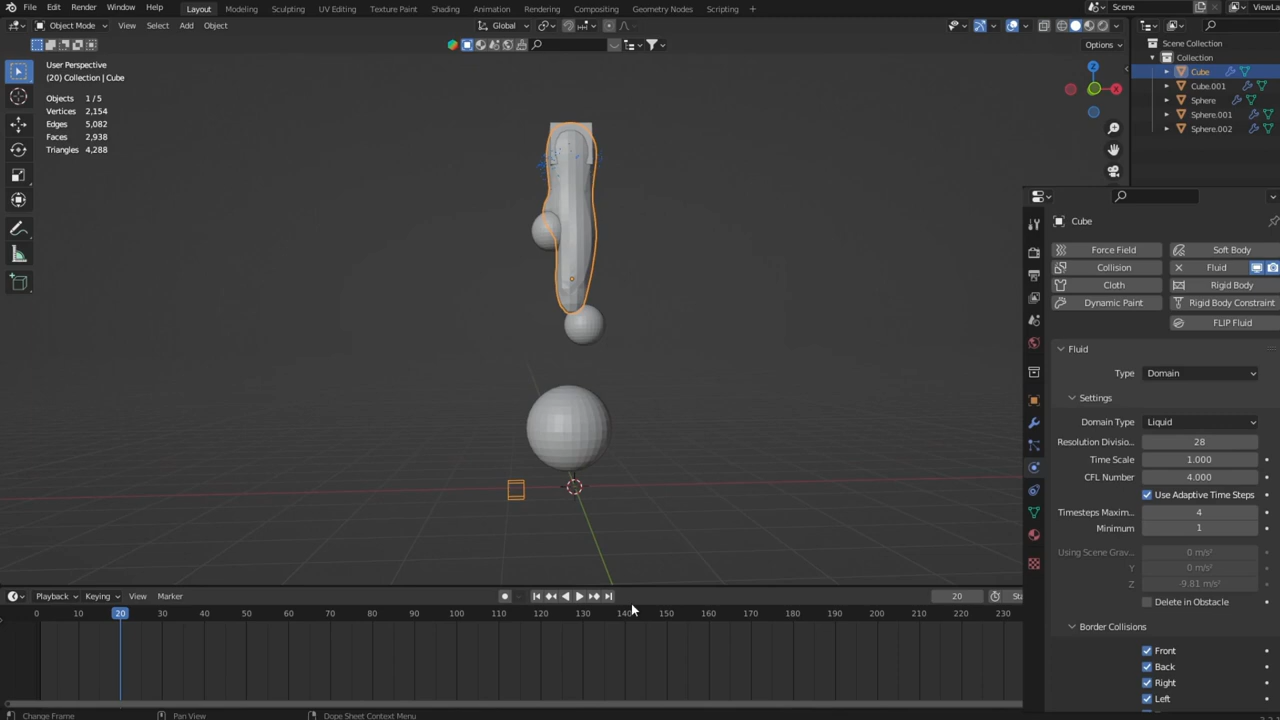 File Edit Render Window Help Layout Modeling Sculpting UV Editing Texture Paint Shading Animation Rendering Compositing Geometry Nodes Scripting Scene ViewLa
Object Mode View Select Add Object Global
Options
User Perspective
(20) Collection | Cube
Objects 1 / 5
Vertices 2,154
Edges 5,082
Faces 2,938
Triangles 4,288
Z
X
Scene Collection
Collection
Cube
Cube.001
Sphere
Sphere.001
Sphere.002
Cube
Force Field Soft Body
Collision Fluid
Cloth Rigid Body
Dynamic Paint Rigid Body Constraint
FLIP Fluid
Fluid
Type Domain
Settings
Domain Type Liquid
Resolution Divisio... 28
Time Scale 1.000
CFL Number 4.000
Use Adaptive Time Steps
Timesteps Maxim... 4
Minimum 1
Using Scene Grav... 0 m/s²
Y 0 m/s²
Z -9.81 m/s²
Delete in Obstacle
Border Collisions
Front
Back
Right
Left
Playback Keying View Marker 20 Sta
0 20 40 30 50 60 70 80 90 100 110 120 130 140 150 160 170 180 190 200 210 220 230
Change Frame Pan View Dope Sheet Context Menu